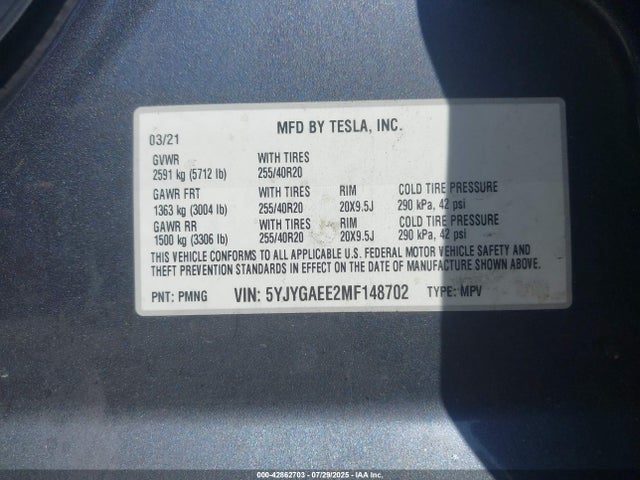 MFD BY TESLA, INC.
03/21
GVWR WITH TIRES
2591 kg (5712 lb) 255/40R20
GAWR FRT WITH TIRES RIM COLD TIRE PRESSURE
1363 kg (3004 lb) 255/40R20 20X9.5J 290 kPa, 42 psi
GAWR RR WITH TIRES RIM COLD TIRE PRESSURE
1500 kg (3306 lb) 255/40R20 20X9.5J 290 kPa, 42 psi
THIS VEHICLE CONFORMS TO ALL APPLICABLE U.S. FEDERAL MOTOR VEHICLE SAFETY AND
THEFT PREVENTION STANDARDS IN EFFECT ON THE DATE OF MANUFACTURE SHOWN ABOVE.
PNT: PMNG VIN: 5YJYGAEE2MF148702 TYPE: MPV
000-42862703 - 07/29/2025 - IAA Inc.